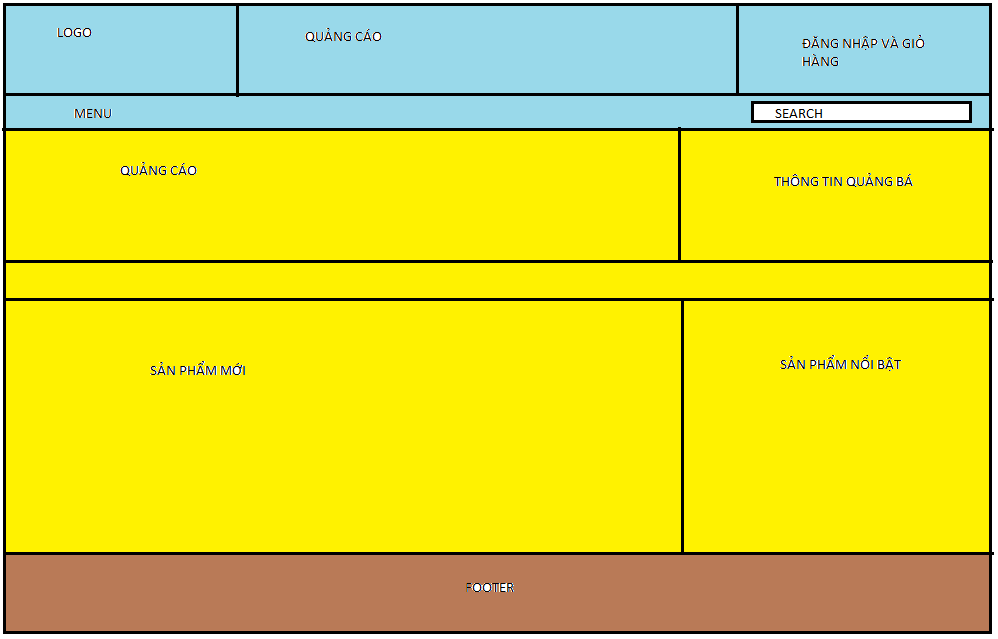 LOGO
QUẢNG CÁO
ĐĂNG NHẬP VÀ GIỎ
HÀNG
MENU
SEARCH
QUẢNG CÁO
THÔNG TIN QUẢNG BÁ
SẢN PHẨM MỚI
SẢN PHẨM NỔI BẬT
FOOTER